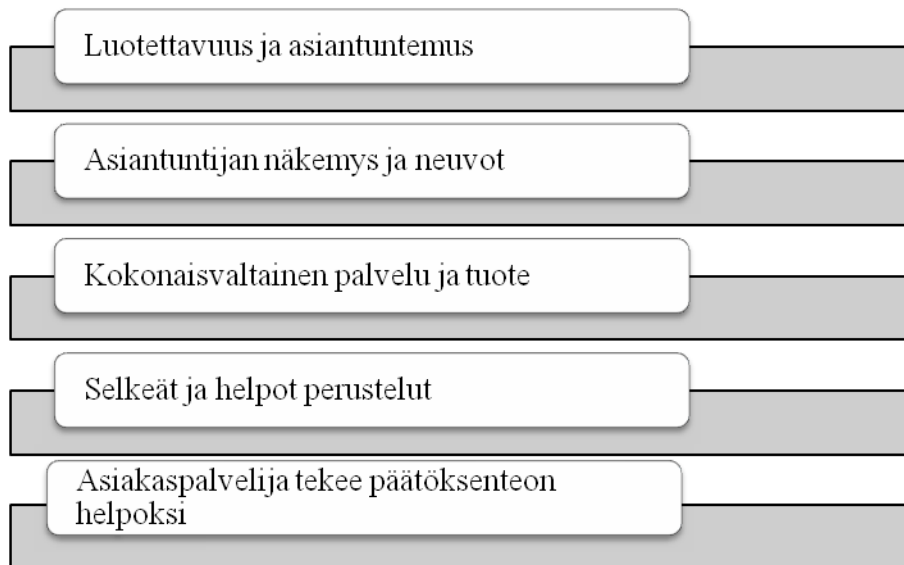 Luotettavuus ja asiantuntemus
Asiantuntijan näkemys ja neuvot
Kokonaisvaltainen palvelu ja tuote
Selkeät ja helpot perustelut
Asiakaspalvelija tekee päätöksenteon
helpoksi